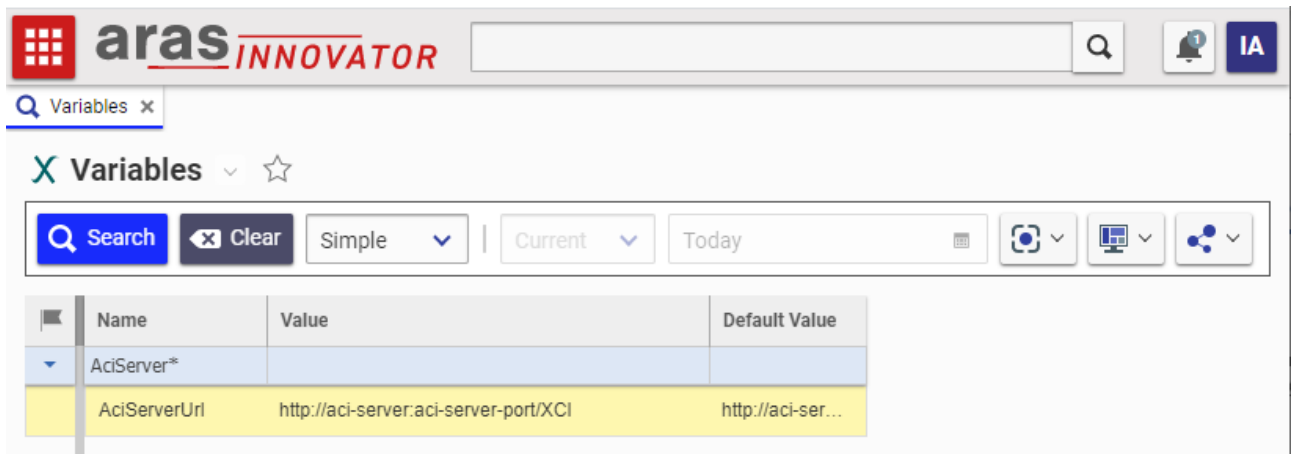 aras INNOVATOR
1
IA
Variables
Variables
Search Clear Simple Current Today
Name Value Default Value
AciServer*
AciServerUrl http://aci-server:aci-server-port/XCI http://aci-ser...